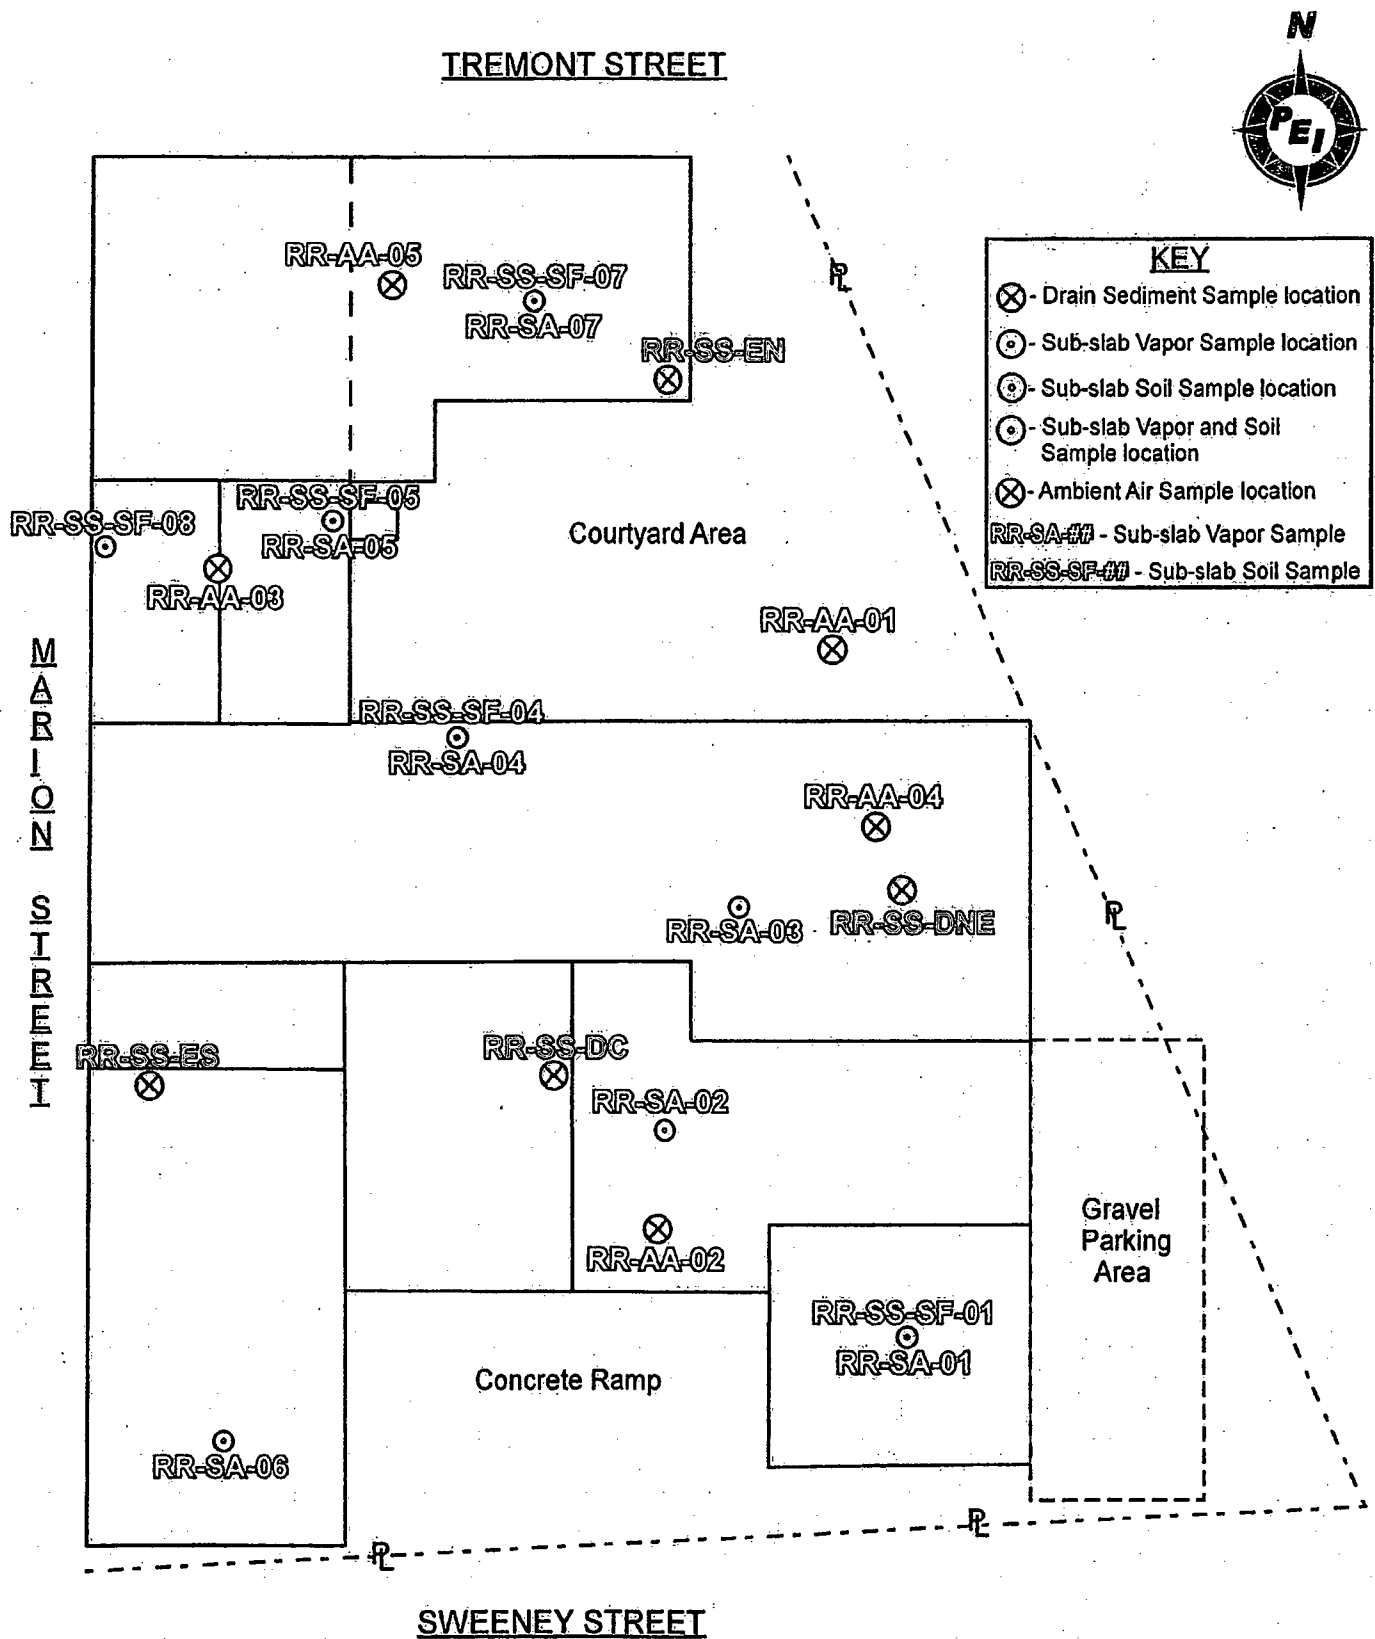 N
TREMONT STREET
PEI
KEY
- Drain Sediment Sample location
- Sub-slab Vapor Sample location
- Sub-slab Soil Sample location
- Sub-slab Vapor and Soil
Sample location
- Ambient Air Sample location
RR-SA-## - Sub-slab Vapor Sample
RR-SS-SF-## - Sub-slab Soil Sample
RR-AA-05
RR-SS-SF-07
RR-SA-07
PL
RR-SS-EN
RR-SS-SF-05
RR-SA-05
RR-SS-SF-08
RR-AA-03
Courtyard Area
RR-AA-01
MARION STREET
RR-SS-SF-04
RR-SA-04
RR-AA-04
RR-SA-03
RR-SS-DNE
PL
RR-SS-ES
RR-SS-DC
RR-SA-02
RR-AA-02
Gravel
Parking
Area
RR-SS-SF-01
RR-SA-01
Concrete Ramp
RR-SA-06
PL
PL
SWEENEY STREET